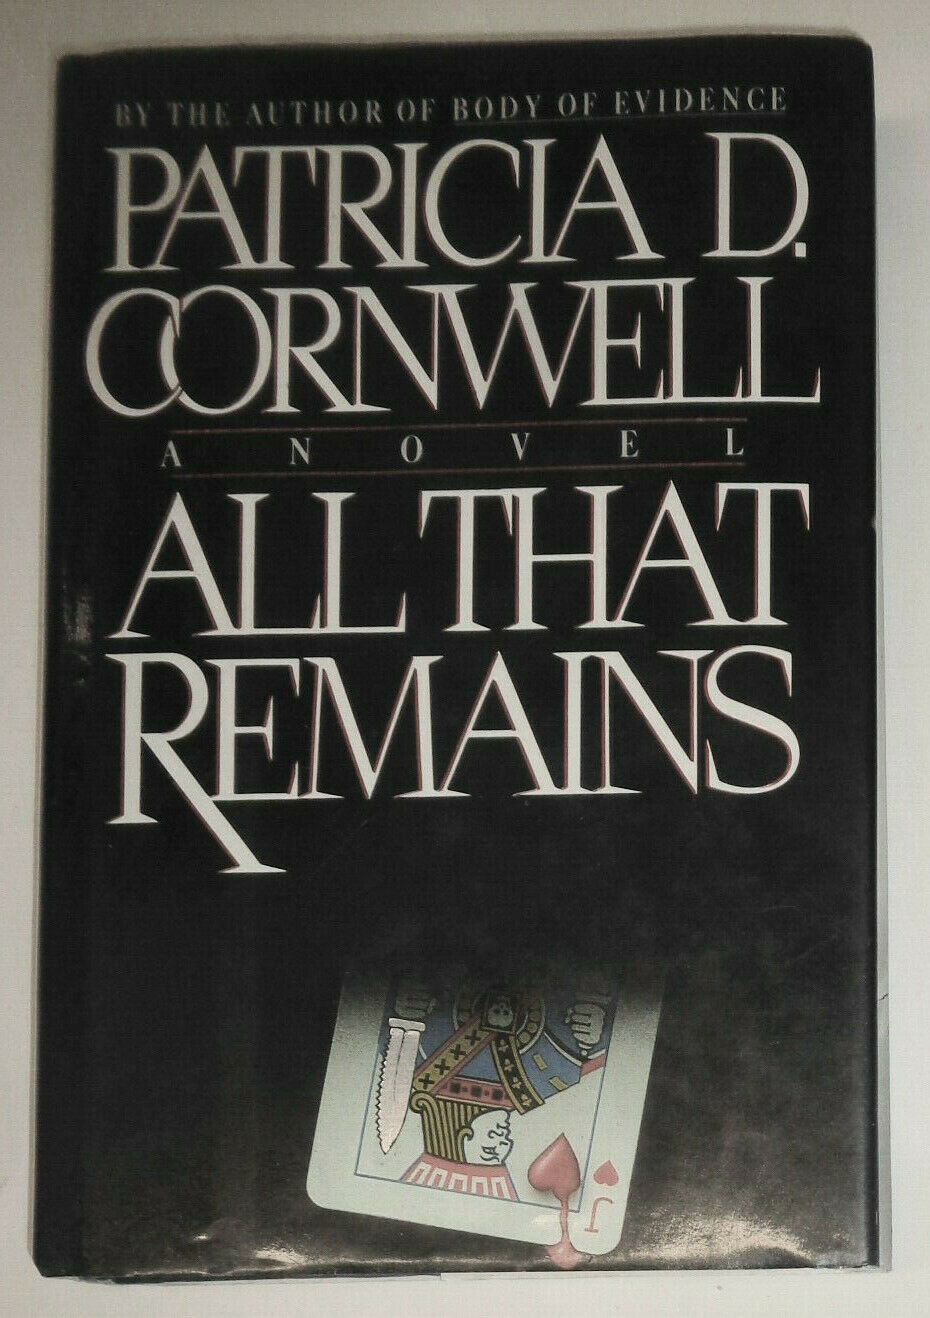 BY THE AUTHOR OF BODY OF EVIDENCE
PATRICIA D.
CORNWELL
A NOVEL
ALL THAT
REMAINS
J